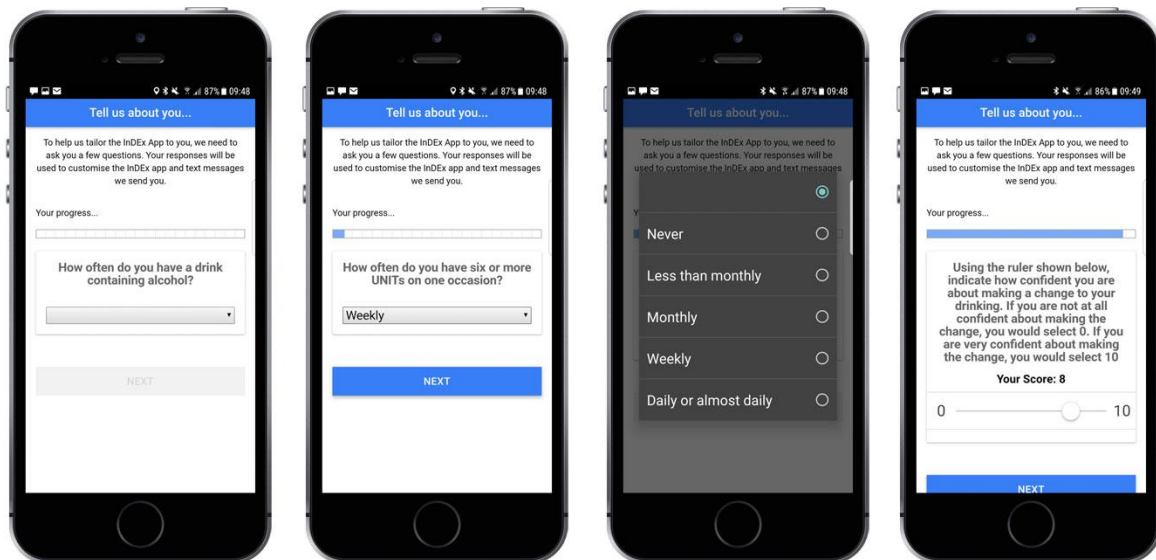 87% 09:48
Tell us about you...
To help us tailor the InDEx App to you, we need to
ask you a few questions. Your responses will be
used to customise the InDEx app and text messages
we send you.
Your progress...
How often do you have a drink
containing alcohol?
NEXT
87% 09:48
Tell us about you...
To help us tailor the InDEx App to you, we need to
ask you a few questions. Your responses will be
used to customise the InDEx app and text messages
we send you.
Your progress...
How often do you have six or more
UNITs on one occasion?
Weekly
NEXT
87% 09:48
Tell us about you...
To help us tailor the InDEx App to you, we need to
ask you a few questions. Your responses will be
used to customise the InDEx app and text messages
Y
Never
Less than monthly
Monthly
Weekly
Daily or almost daily
86% 09:49
Tell us about you...
To help us tailor the InDEx App to you, we need to
ask you a few questions. Your responses will be
used to customise the InDEx app and text messages
we send you.
Your progress...
Using the ruler shown below,
indicate how confident you are
about making a change to your
drinking. If you are not at all
confident about making the
change, you would select 0. If you
are very confident about making
the change, you would select 10
Your Score: 8
0 10
NEXT